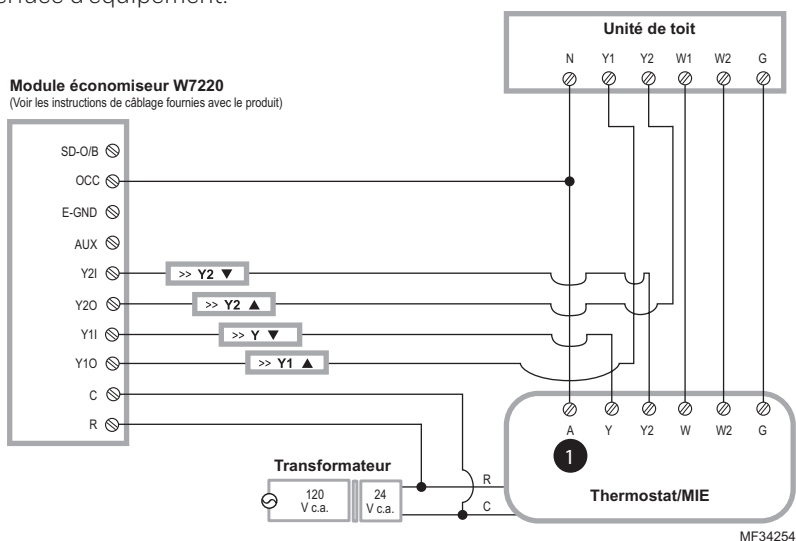 d'équipement.
Unité de toit
N Y1 Y2 W1 W2 G
Module économiseur W7220
(Voir les instructions de câblage fournies avec le produit)
SD-O/B
OCC
E-GND
AUX
Y2I >> Y2 ▼
Y2O >> Y2 ▲
Y1I >> Y ▼
Y1O >> Y1 ▲
C
R
A Y Y2 W W2 G
1
Transformateur
120 V c.a.
24 V c.a.
R
C
Thermostat/MIE
MF34254